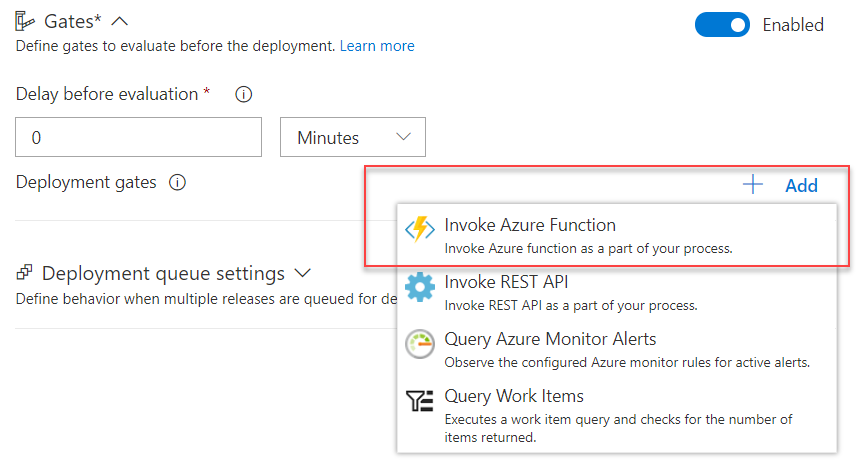 Gates* Enabled
Define gates to evaluate before the deployment. Learn more
Delay before evaluation *
0 Minutes
Deployment gates Add
Invoke Azure Function
Invoke Azure function as a part of your process.
Deployment queue settings
Define behavior when multiple releases are queued for de
Invoke REST API
Invoke REST API as a part of your process.
Query Azure Monitor Alerts
Observe the configured Azure monitor rules for active alerts.
Query Work Items
Executes a work item query and checks for the number of
items returned.